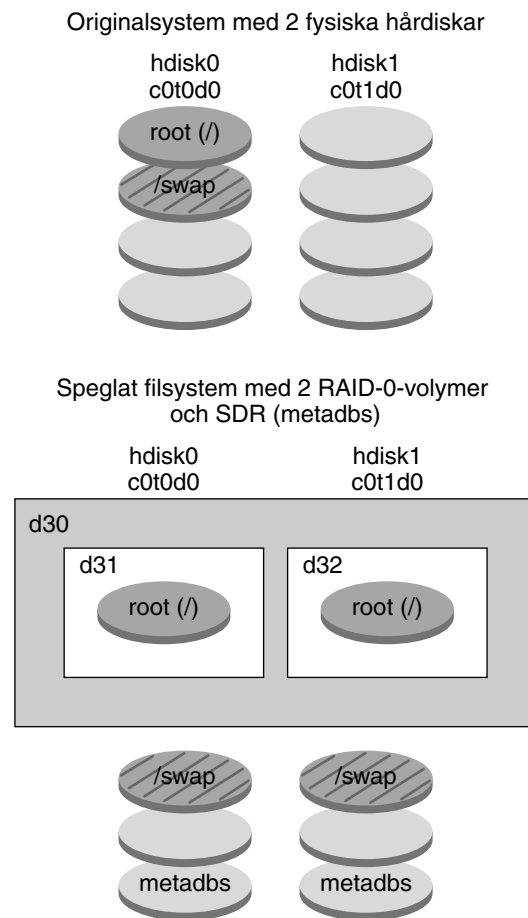 Originalsystem med 2 fysiska hårdiskar
hdisk0
c0t0d0
hdisk1
c0t1d0
root (/)
/swap
Speglat filsystem med 2 RAID-0-volymer
och SDR (metadbs)
hdisk0
c0t0d0
hdisk1
c0t1d0
d30
d31
root (/)
d32
root (/)
/swap
/swap
metadbs
metadbs